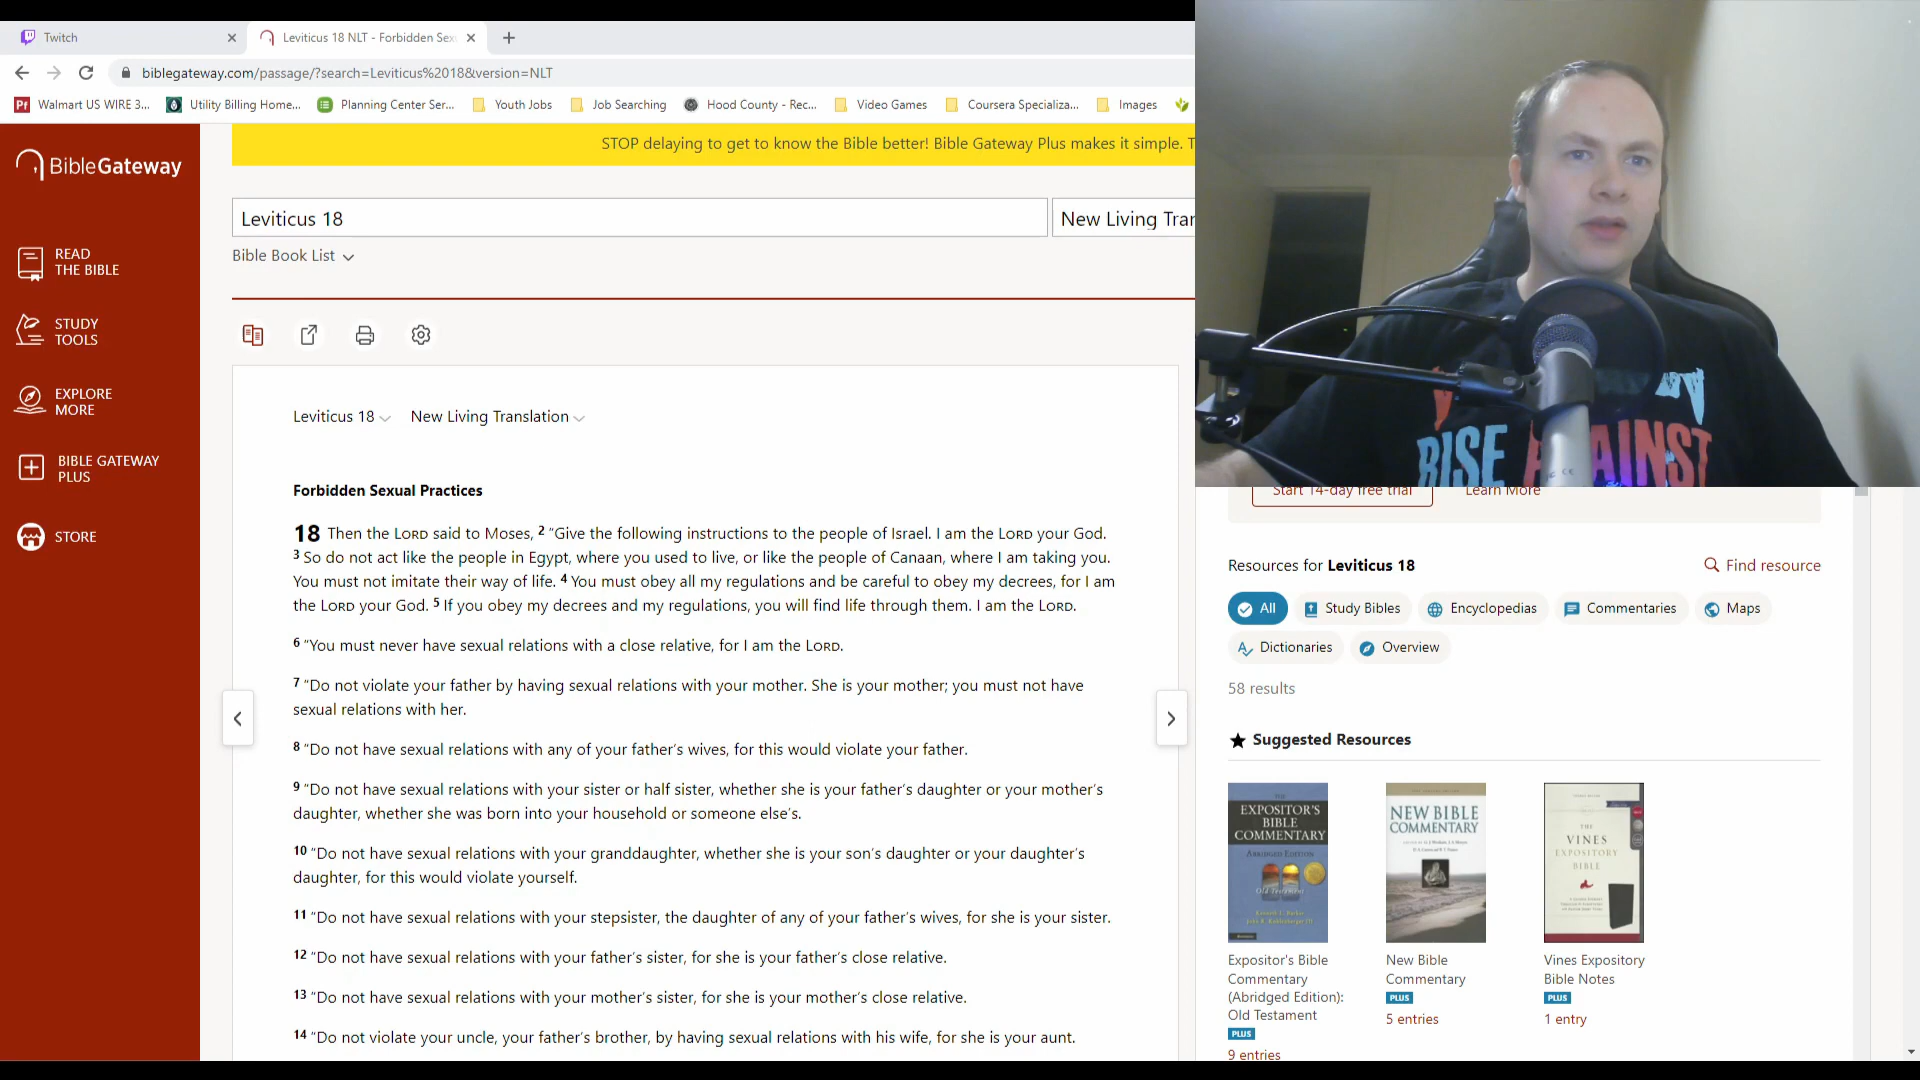 Twitch
Leviticus 18 NLT - Forbidden Sex
biblegateway.com/passage/?search=Leviticus%2018&version=NLT
Pf Walmart US WIRE 3...
Utility Billing Home...
Planning Center Ser...
Youth Jobs
Job Searching
Hood County - Rec...
Video Games
Coursera Specializa...
Images
BibleGateway
STOP delaying to get to know the Bible better! Bible Gateway Plus makes it simple. T
READ
THE BIBLE
STUDY
TOOLS
EXPLORE
MORE
BIBLE GATEWAY
PLUS
STORE
Leviticus 18
New Living Tran
Bible Book List
Leviticus 18
New Living Translation
Forbidden Sexual Practices
18 Then the LORD said to Moses, 2 “Give the following instructions to the people of Israel. I am the LORD your God.
3 So do not act like the people in Egypt, where you used to live, or like the people of Canaan, where I am taking you.
You must not imitate their way of life. 4 You must obey all my regulations and be careful to obey my decrees, for I am
the LORD your God. 5 If you obey my decrees and my regulations, you will find life through them. I am the LORD.
6 “You must never have sexual relations with a close relative, for I am the LORD.
7 “Do not violate your father by having sexual relations with your mother. She is your mother; you must not have
sexual relations with her.
8 “Do not have sexual relations with any of your father’s wives, for this would violate your father.
9 “Do not have sexual relations with your sister or half sister, whether she is your father’s daughter or your mother’s
daughter, whether she was born into your household or someone else’s.
10 “Do not have sexual relations with your granddaughter, whether she is your son’s daughter or your daughter’s
daughter, for this would violate yourself.
11 “Do not have sexual relations with your stepsister, the daughter of any of your father’s wives, for she is your sister.
12 “Do not have sexual relations with your father’s sister, for she is your father’s close relative.
13 “Do not have sexual relations with your mother’s sister, for she is your mother’s close relative.
14 “Do not violate your uncle, your father’s brother, by having sexual relations with his wife, for she is your aunt.
RISE AGAINST
Start 14-day free trial
Learn More
Resources for Leviticus 18
Find resource
All
Study Bibles
Encyclopedias
Commentaries
Maps
Dictionaries
Overview
58 results
Suggested Resources
THE
EXPOSITOR'S
BIBLE
COMMENTARY
ABRIDGED EDITION
Old Testament
NEW BIBLE
COMMENTARY
THE
VINES
EXPOSITORY
BIBLE
Expositor's Bible
Commentary
(Abridged Edition):
Old Testament
PLUS
9 entries
New Bible
Commentary
PLUS
5 entries
Vines Expository
Bible Notes
PLUS
1 entry